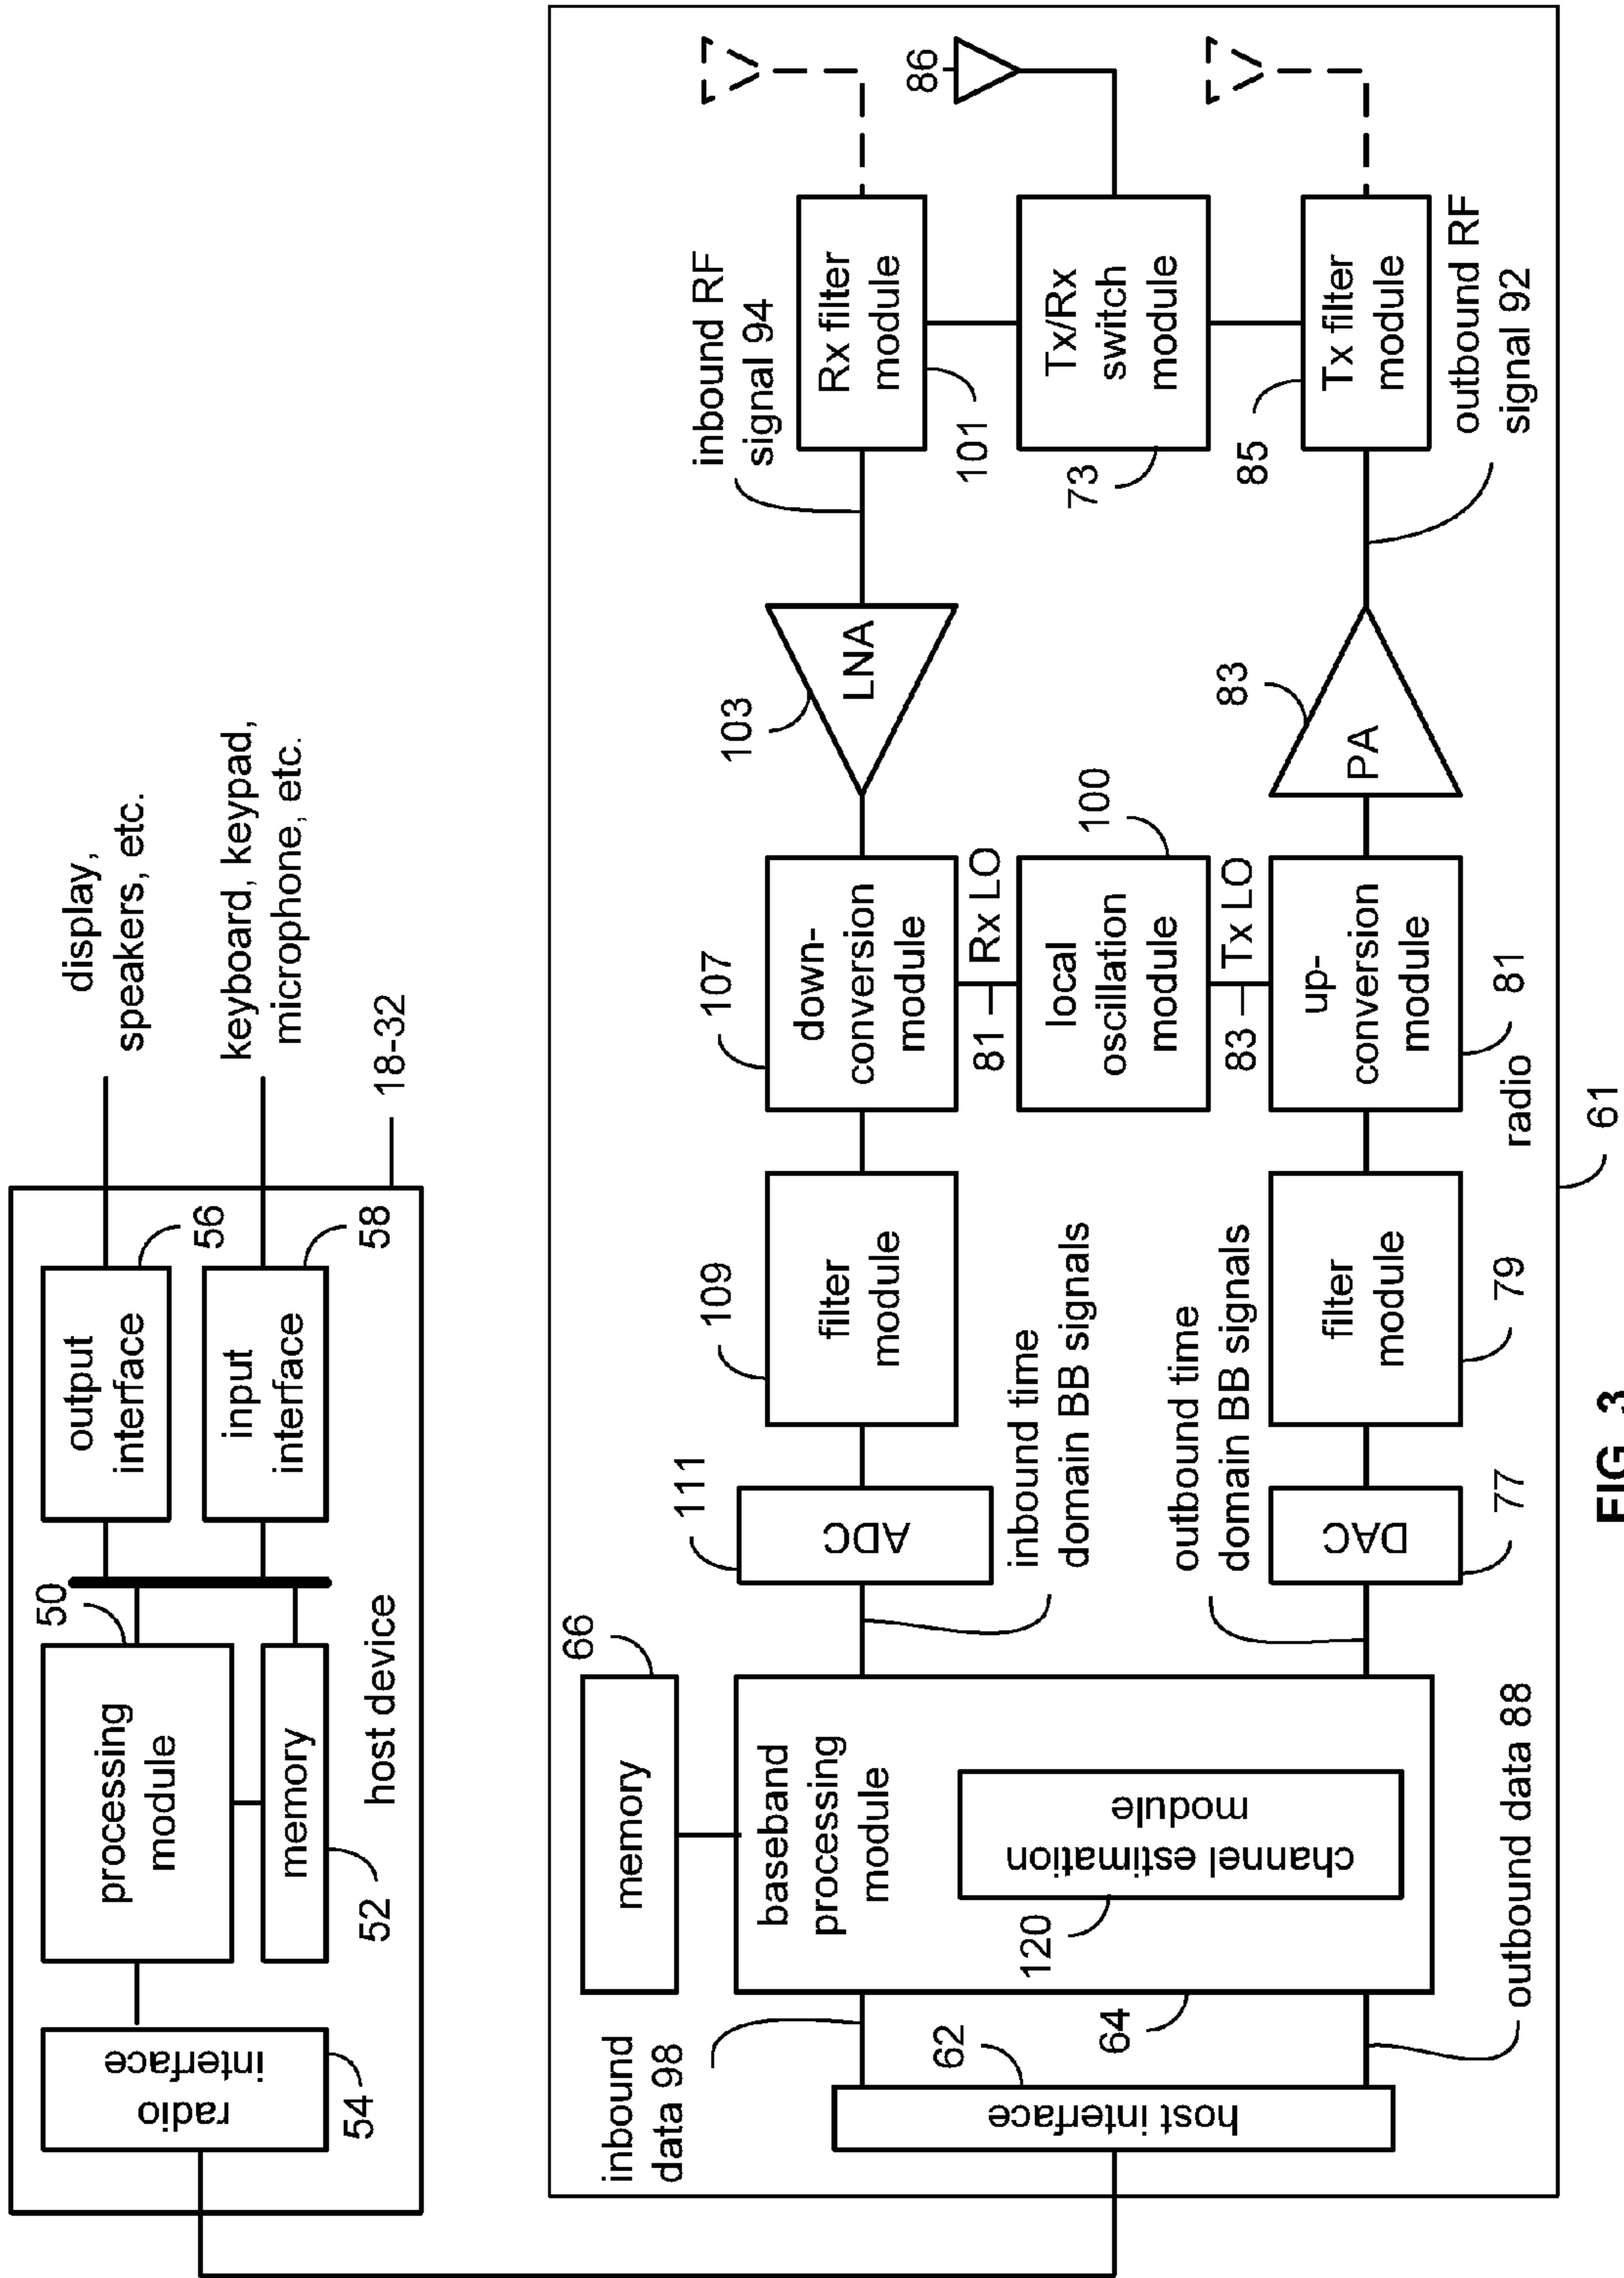 display,
speakers, etc.
keyboard, keypad,
microphone, etc.
18-32
output
interface
56
input
interface
58
50
processing
module
memory
52
host device
radio
interface
54
61
radio
host interface
62
inbound
data 98
outbound data 88
64
memory
66
baseband
processing
module
channel estimation
module
120
inbound time
domain BB signals
outbound time
domain BB signals
ADC
111
DAC
77
filter
module
109
filter
module
79
down-
conversion
module
107
81
Rx LO
local
oscillation
module
100
83
Tx LO
up-
conversion
module
81
LNA
103
PA
83
inbound RF
signal 94
outbound RF
signal 92
Rx filter
module
101
Tx/Rx
switch
module
73
Tx filter
module
85
86
FIG. 3